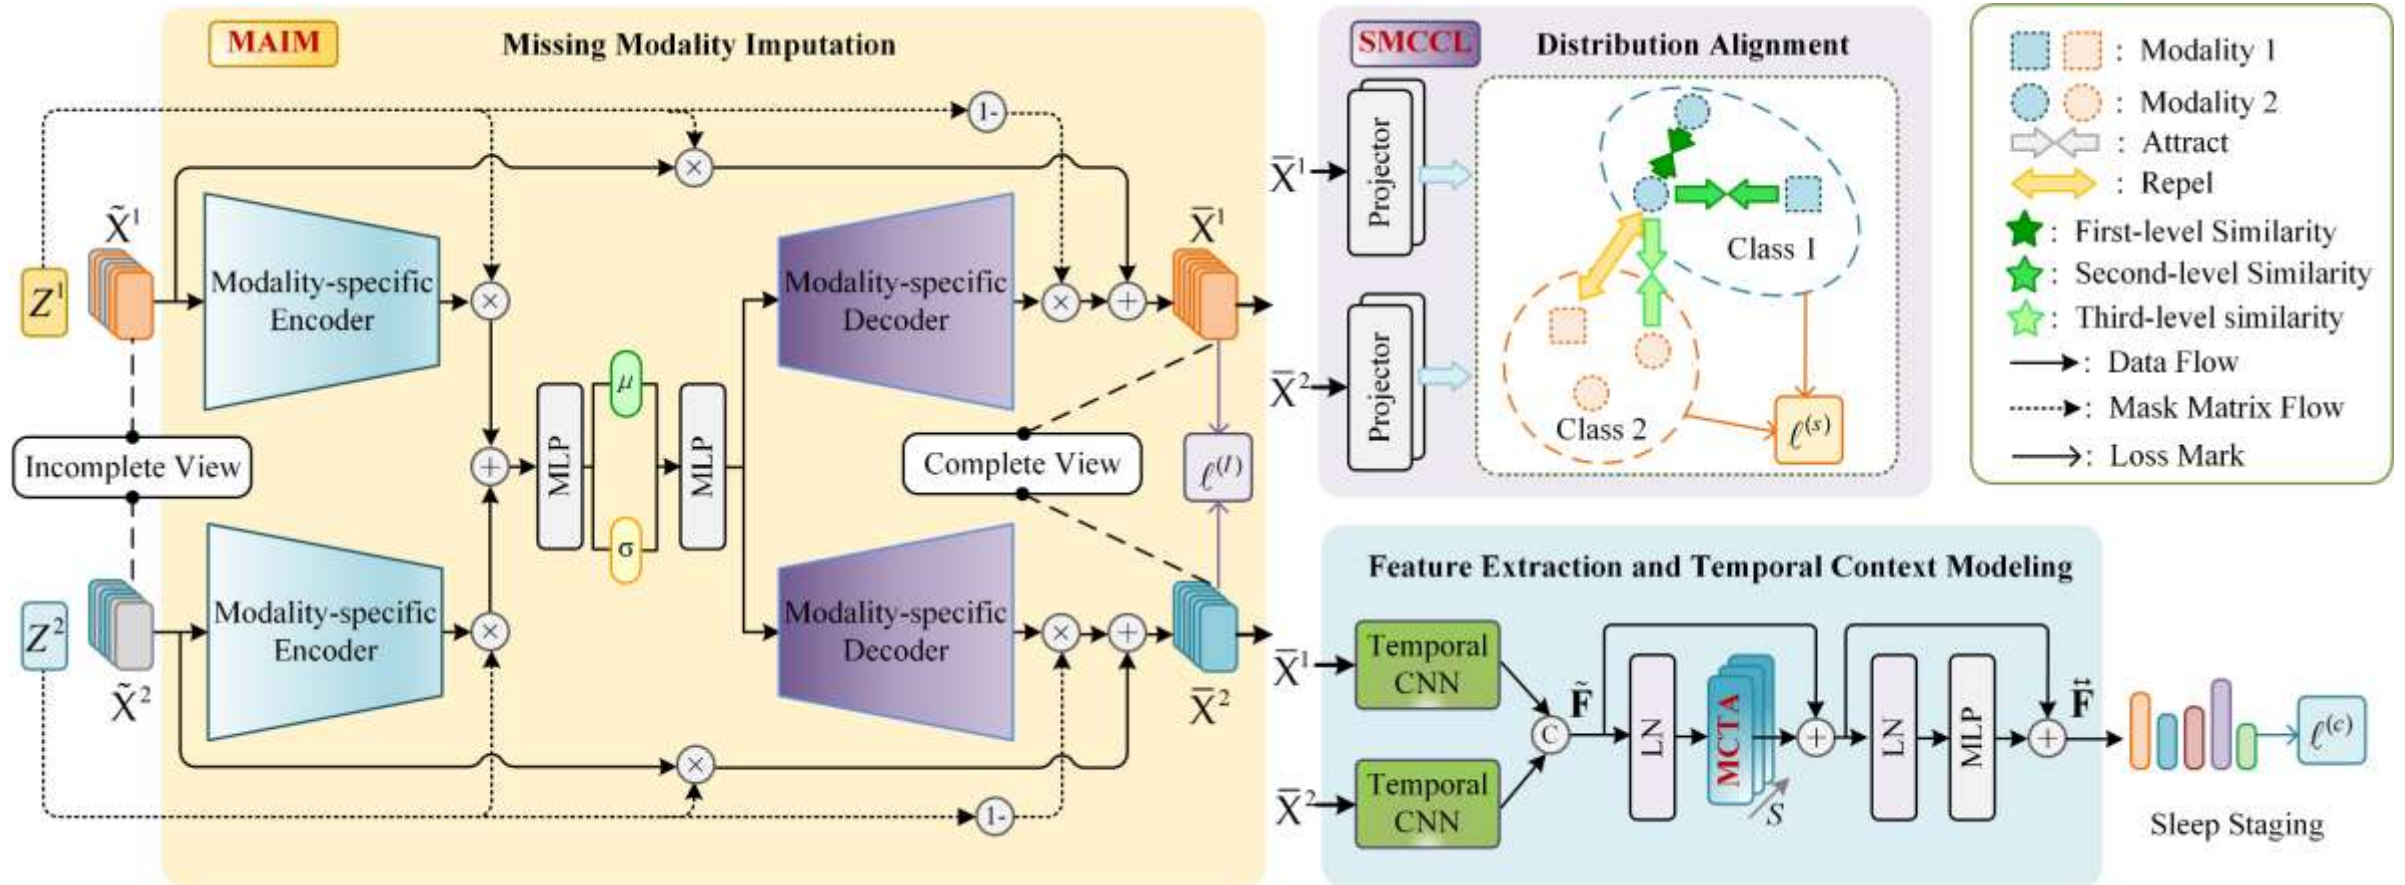 MAIM
Missing Modality Imputation
1-
×
X̃¹
Z¹
Modality-specific
Encoder
×
Modality-specific
Decoder
×
+
X̄¹
Incomplete View
+
MLP
μ
σ
MLP
Complete View
ℓ(I)
Z²
X̃²
Modality-specific
Encoder
×
Modality-specific
Decoder
×
+
X̄²
×
1-
SMCCL
Distribution Alignment
X̄¹
Projector
X̄²
Projector
Class 1
Class 2
ℓ(s)
: Modality 1
: Modality 2
: Attract
: Repel
: First-level Similarity
: Second-level Similarity
: Third-level similarity
: Data Flow
: Mask Matrix Flow
: Loss Mark
Feature Extraction and Temporal Context Modeling
X̄¹
Temporal
CNN
X̄²
Temporal
CNN
C
F̃
LN
MCTA
S
+
LN
MLP
+
F
ℓ(c)
Sleep Staging